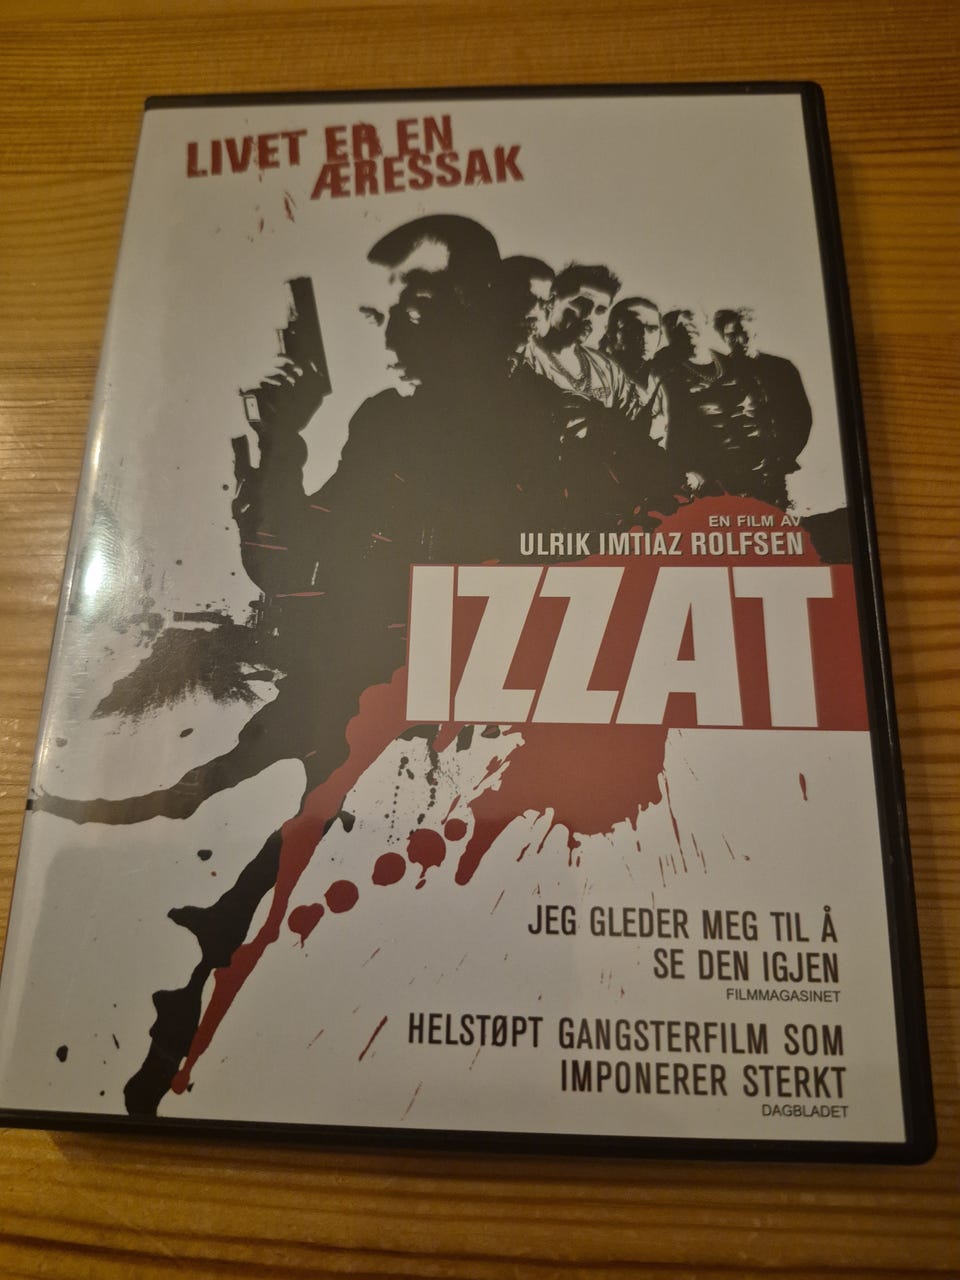 LIVET ER EN
ÆRESSAK
EN FILM AV
ULRIK IMTIAZ ROLFSEN
IZZAT
JEG GLEDER MEG TIL Å
SE DEN IGJEN
FILMMAGASINET
HELSTØPT GANGSTERFILM SOM
IMPONERER STERKT
DAGBLADET